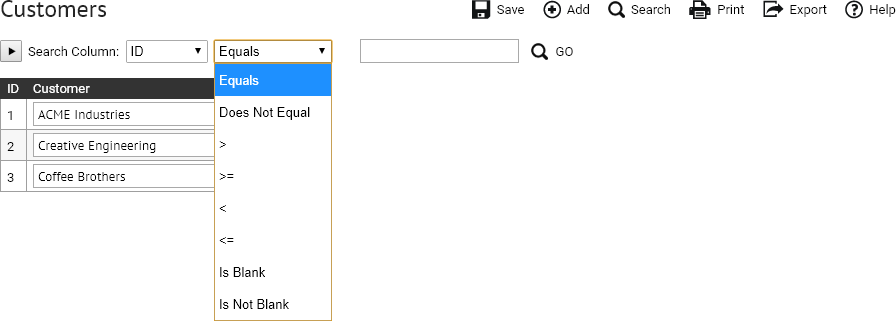 Customers Save Add Search Print Export Help
Search Column: ID Equals GO
ID Customer Equals
1 ACME Industries Does Not Equal
2 Creative Engineering >
3 Coffee Brothers >=
<
<=
Is Blank
Is Not Blank